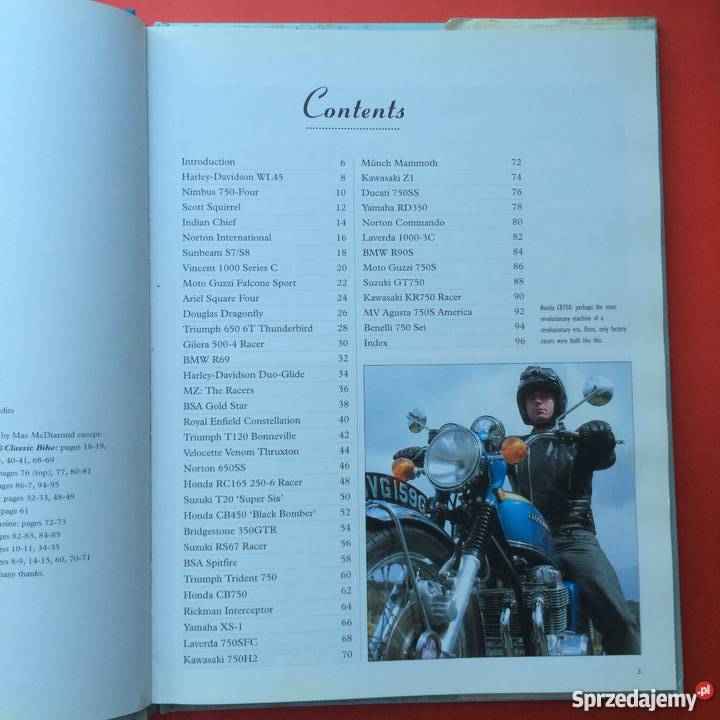 Contents
Introduction 6
Harley-Davidson WL45 8
Nimbus 750-Four 10
Scott Squirrel 12
Indian Chief 14
Norton International 16
Sunbeam S7/S8 18
Vincent 1000 Series C 20
Moto Guzzi Falcone Sport 22
Ariel Square Four 24
Douglas Dragonfly 26
Triumph 650 6T Thunderbird 28
Gilera 500-4 Racer 30
BMW R69 32
Harley-Davidson Duo-Glide 34
MZ: The Racers 36
BSA Gold Star 38
Royal Enfield Constellation 40
Triumph T120 Bonneville 42
Velocette Venom Thruxton 44
Norton 650SS 46
Honda RC165 250-6 Racer 48
Suzuki T20 'Super Six' 50
Honda CB450 'Black Bomber' 52
Bridgestone 350GTR 54
Suzuki RS67 Racer 56
BSA Spitfire 58
Triumph Trident 750 60
Honda CB750 62
Rickman Interceptor 64
Yamaha XS-1 66
Laverda 750SFC 68
Kawasaki 750H2 70
Münch Mammoth 72
Kawasaki Z1 74
Ducati 750SS 76
Yamaha RD350 78
Norton Commando 80
Laverda 1000-3C 82
BMW R90S 84
Moto Guzzi 750S 86
Suzuki GT750 88
Kawasaki KR750 Racer 90
MV Agusta 750S America 92
Benelli 750 Sei 94
Index 96
Honda CB750: perhaps the most
revolutionary machine of a
revolutionary era. Once, only factory
racers were built like this.
VG159G
3
dits
by Mac McDiarmid except:
/Classic Bike: pages 18-19,
, 40-41, 68-69
pages 76 (top), 77, 80-81
ges 86-7, 94-95
: pages 32-33, 48-49
page 61
azine: pages 72-73
ges 82-83, 84-85
ges 10-11, 34-35
ges 8-9, 14-15, 60, 70-71
many thanks.
Sprzedajemy.pl